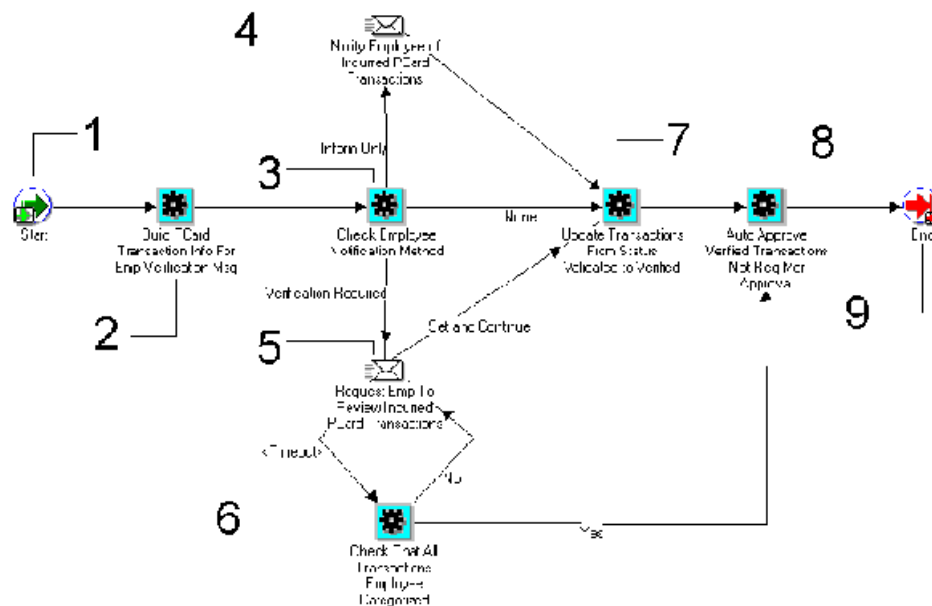 4
Notify Employee of
Incurred PCard
Transactions
1
7
8
3
Inform Only
Start
Build PCard
Transaction Info For
Emp Verification Msg
Check Employee
Notification Method
None
Update Transactions
From Status
Validated to Verified
Auto Approve
Verified Transactions
Not Req Mgr
Approval
End
2
Verification Required
and Continue
9
5
Request Emp To
Review Incurred
PCard Transactions
<Timeout>
No
6
Yes
Check That All
Transactions
Employee
Categorized